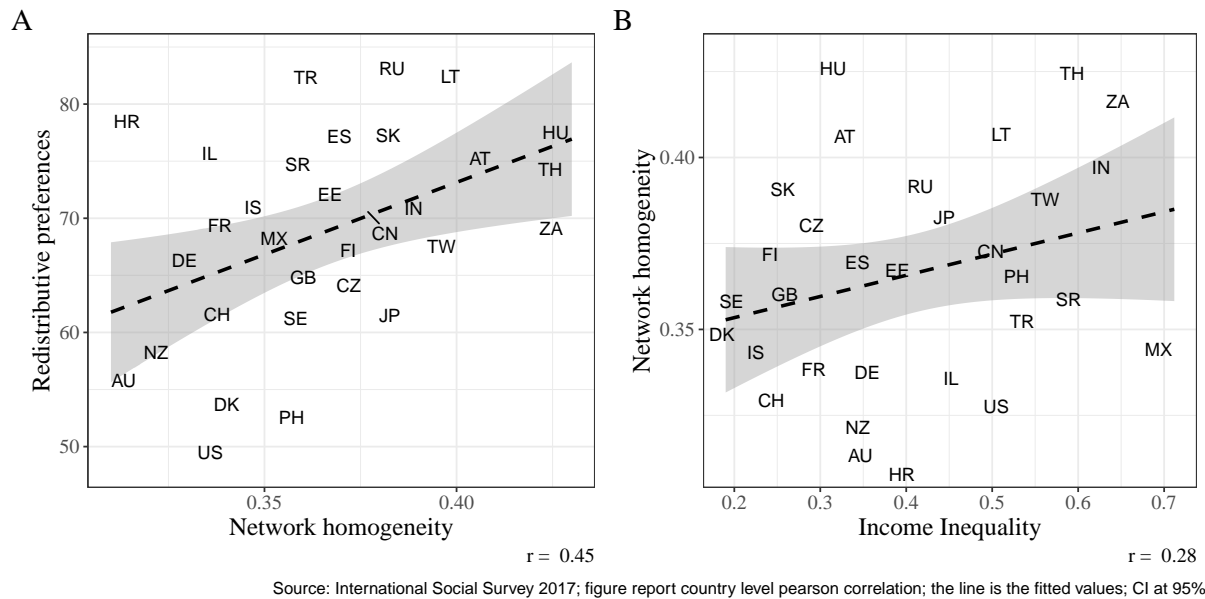 A
Redistributive preferences
80
70
60
50
TR
RU
LT
HR
IL
ES
SK
HU
SR
AT
TH
EE
IS
IN
FR
MX
CN
ZA
DE
FI
TW
GB
CZ
CH
SE
JP
NZ
AU
DK
PH
US
0.35
0.40
Network homogeneity
r = 0.45
B
Network homogeneity
0.40
0.35
HU
TH
ZA
AT
LT
SK
RU
IN
TW
CZ
JP
FI
ES
EE
CN
PH
SE
GB
SR
DK
TR
IS
MX
FR
DE
IL
CH
US
NZ
AU
HR
0.2
0.3
0.4
0.5
0.6
0.7
Income Inequality
r = 0.28
Source: International Social Survey 2017; figure report country level pearson correlation; the line is the fitted values; CI at 95%